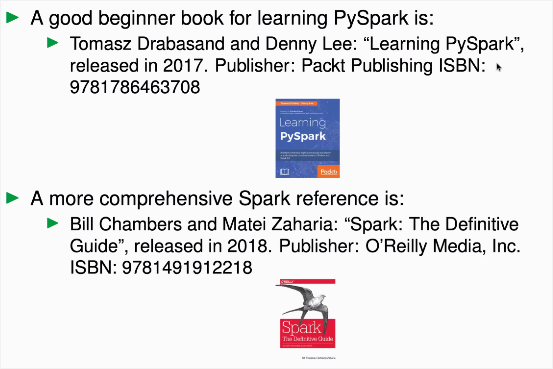 A good beginner book for learning PySpark is:
Tomasz Drabasand and Denny Lee: “Learning PySpark”,
released in 2017. Publisher: Packt Publishing ISBN:
9781786463708
Learning
PySpark
Packt
A more comprehensive Spark reference is:
Bill Chambers and Matei Zaharia: “Spark: The Definitive
Guide”, released in 2018. Publisher: O’Reilly Media, Inc.
ISBN: 9781491912218
Spark
The Definitive Guide